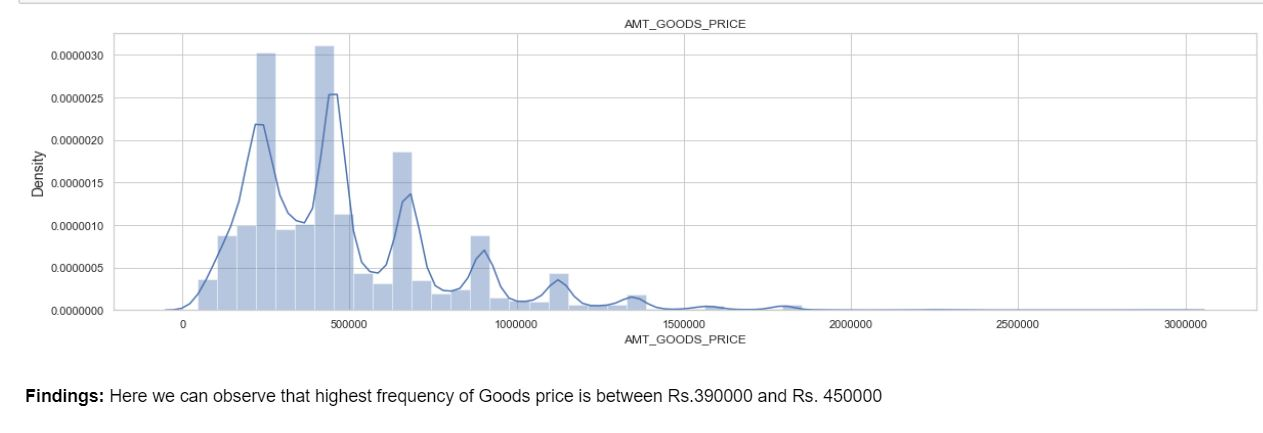 AMT_GOODS_PRICE
0.0000030
0.0000025
0.0000020
0.0000015
0.0000010
0.0000005
0.0000000
Density
0 500000 1000000 1500000 2000000 2500000 3000000
AMT_GOODS_PRICE
Findings: Here we can observe that highest frequency of Goods price is between Rs.390000 and Rs. 450000